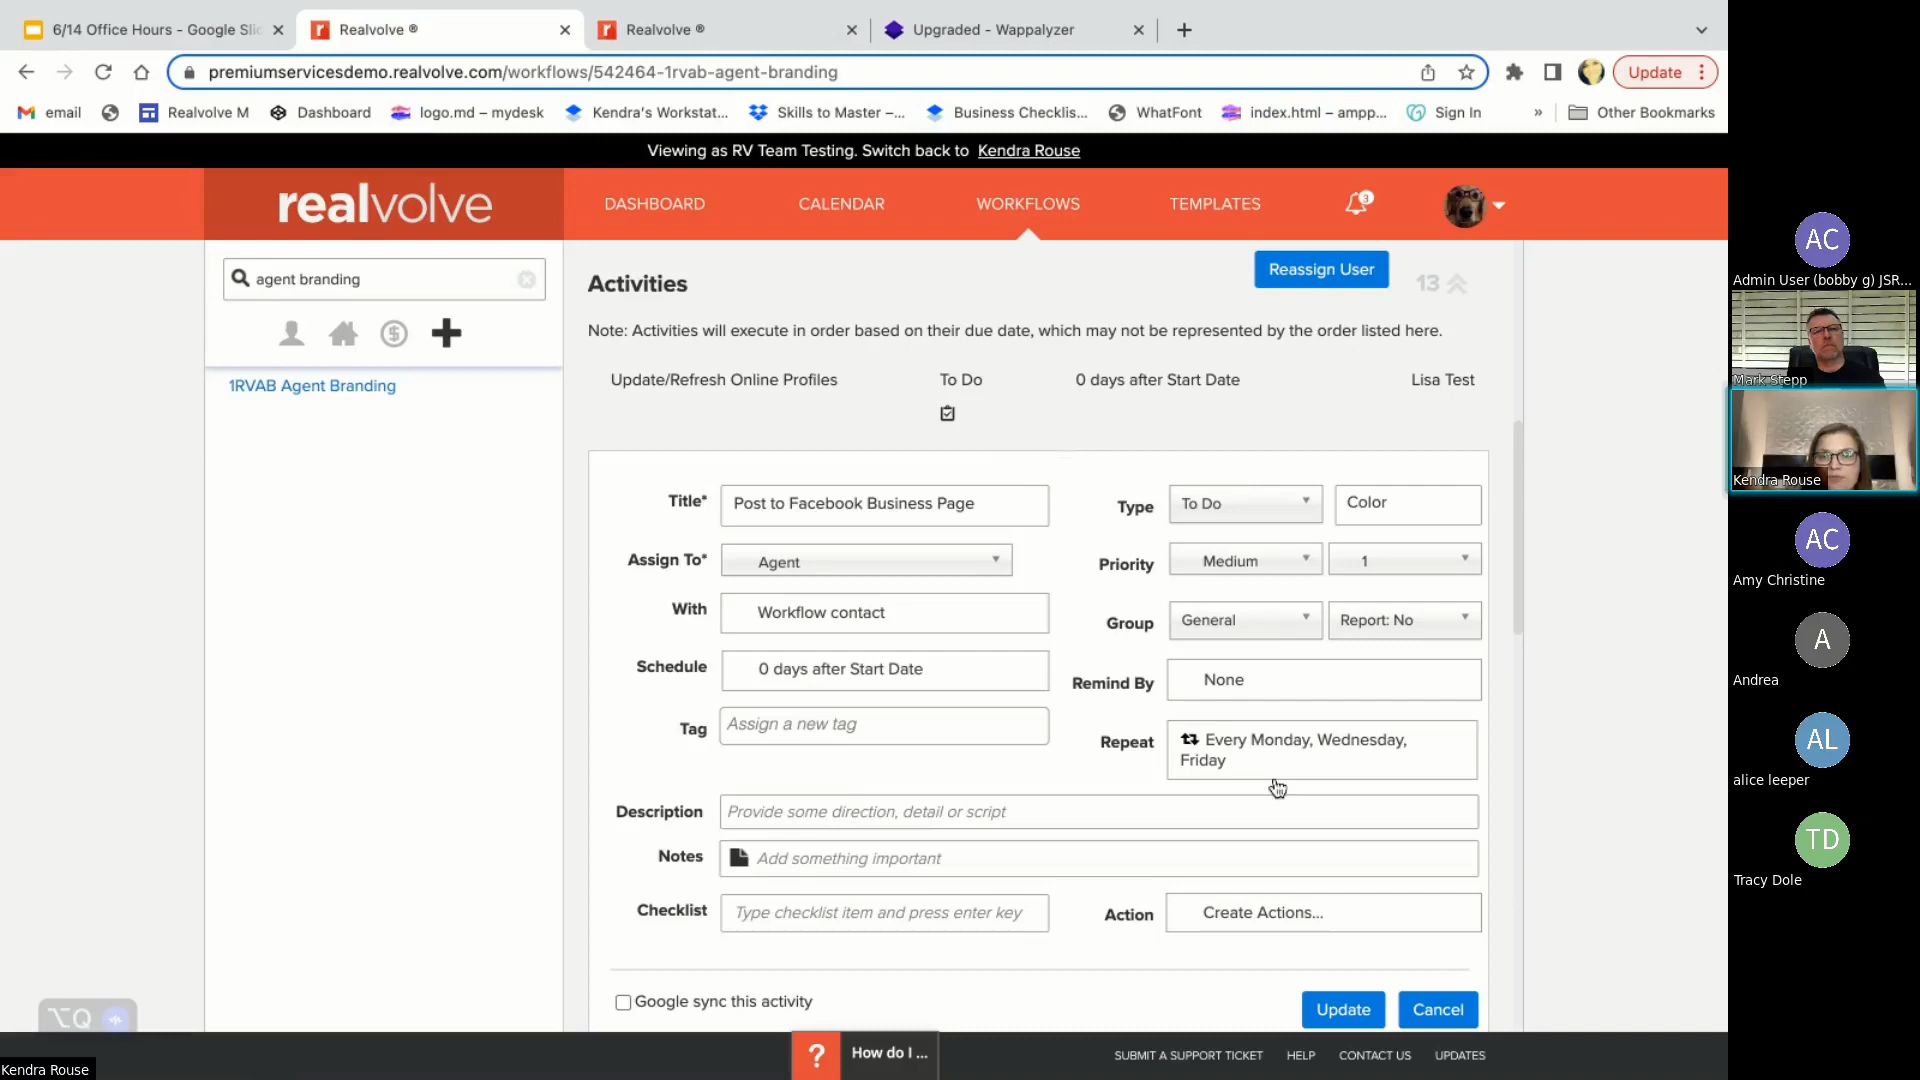 6/14 Office Hours - Google Slic
Realvolve ®
Realvolve ®
Upgraded - Wappalyzer
premiumservicesdemo.realvolve.com/workflows/542464-1rvab-agent-branding
Update
email
Realvolve M
Dashboard
logo.md – mydesk
Kendra's Workstat...
Skills to Master –...
Business Checklis...
WhatFont
index.html – ampp...
Sign In
»
Other Bookmarks
Viewing as RV Team Testing. Switch back to Kendra Rouse
realvolve
DASHBOARD
CALENDAR
WORKFLOWS
TEMPLATES
3
agent branding
1RVAB Agent Branding
Activities
Reassign User
13
Note: Activities will execute in order based on their due date, which may not be represented by the order listed here.
Update/Refresh Online Profiles To Do 0 days after Start Date Lisa Test
Title* Post to Facebook Business Page
Type To Do Color
Assign To* Agent
Priority Medium 1
With Workflow contact
Group General Report: No
Schedule 0 days after Start Date
Remind By None
Tag Assign a new tag
Repeat Every Monday, Wednesday,
Friday
Description Provide some direction, detail or script
Notes Add something important
Checklist Type checklist item and press enter key
Action Create Actions...
Google sync this activity
Update
Cancel
⌥Q
? How do I ...
SUBMIT A SUPPORT TICKET HELP CONTACT US UPDATES
Kendra Rouse
AC
Admin User (bobby g) JSR...
Mark Stepp
Kendra Rouse
AC
Amy Christine
A
Andrea
AL
alice leeper
TD
Tracy Dole